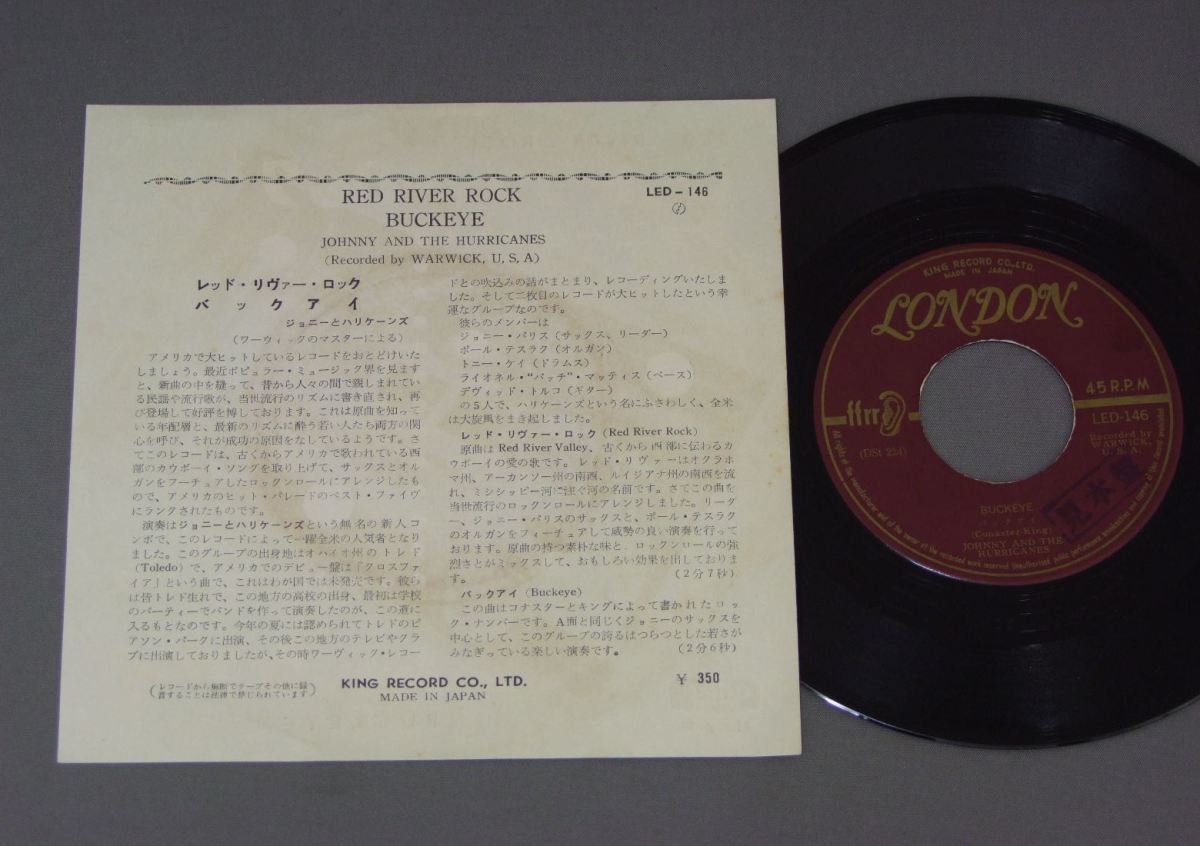 RED RIVER ROCK
BUCKEYE
JOHNNY AND THE HURRICANES
(Recorded by WARWICK, U. S. A)
LED-146
レッド・リヴァー・ロック
バックアイ
ジョニーとハリケーンズ
(ワーウィックのマスターによる)
アメリカで大ヒットしているレコードをおとどけいた
しましょう。最近ポピュラー・ミュージック界を見ます
と、新曲の中を縫って、昔から人々の間で親しまれてい
る民謡や流行歌が、当世流行のリズムに書き直され、再
び登場して好評を博しております。これは原曲を知って
いる年配層と、最新のリズムに酔う若い人たち両方の関
心を呼び、それが成功の原因をなしているようです。さ
てこのレコードは、古くからアメリカで歌われている西
部のカウボーイ・ソングを取り上げて、サックスとオル
ガンをフーチュアしたロックンロールにアレンジしたも
ので、アメリカのヒット・パレードのベスト・ファイヴ
にランクされたものです。
演奏はジョニーとハリケーンズという無名の新人コ
ンボで、このレコードによって一躍全米の人気者となり
ました。このグループの出身地はオハイオ州のトレド
(Toledo)で、アメリカでのデビュー盤は「クロスファ
イア」という曲で、これはわが国では未発売です。彼ら
は皆トレド生れで、この地方の高校の出身、最初は学校
のパーティーでバンドを作って演奏したのが、この道に
入るもとなのです。今年の夏には認められてトレドのピ
アソン・パークに出演、その後この地方のテレビやクラ
ブに出演しておりましたが、その時ワーヴィック・レコー
ドとの吹込みの話がまとまり、レコーディングいたしま
した。そして二枚目のレコードが大ヒットしたという幸
運なグループなのです。
彼らのメンバーは
ジョニー・パリス(サックス、リーダー)
ポール・テスラク(オルガン)
トニー・ケイ(ドラムス)
ライオネル・"バッチ"・マッティス(ベース)
デヴィッド・トルコ(ギター)
の5人で、ハリケーンズという名にふさわしく、全米
は大旋風をまき起しました。
レッド・リヴァー・ロック(Red River Rock)
原曲は Red River Valley、古くから西部に伝わるカ
ウボーイの愛の歌です。レッド・リヴァーはオクラホ
マ州、アーカンソー州の南西、ルイジアナ州の南西を流
れ、ミシシッピー河に注ぐ河の名前です。さてこの曲を
当世流行のロックンロールにアレンジしました。リーダ
ー、ジョニー・パリスのサックスと、ポール・テスラク
のオルガンをフィーチュアして威勢の良い演奏を行って
おります。原曲の持つ素朴な味と、ロックンロールの強
烈さとがミックスして、おもしろい効果を出しておりま
す。 (2分7秒)
バックアイ(Buckeye)
この曲はコナスターとキングによって書かれたロッ
ク・ナンバーです。A面と同じくジョニーのサックスを
中心として、このグループの誇るはつらつとした若さが
みなぎっている楽しい演奏です。 (2分6秒)
(レコードから無断でテープその他に録
音することは法律で禁じられています)
KING RECORD CO., LTD.
MADE IN JAPAN
¥ 350
KING RECORD CO., LTD.
MADE IN JAPAN
LONDON
45 R.P.M
ffrr
LED-146
(DSt 224)
Recorded by
WARWICK,
U. S. A.
BUCKEYE
バックアイ
(Conaster-King)
JOHNNY AND THE
HURRICANES